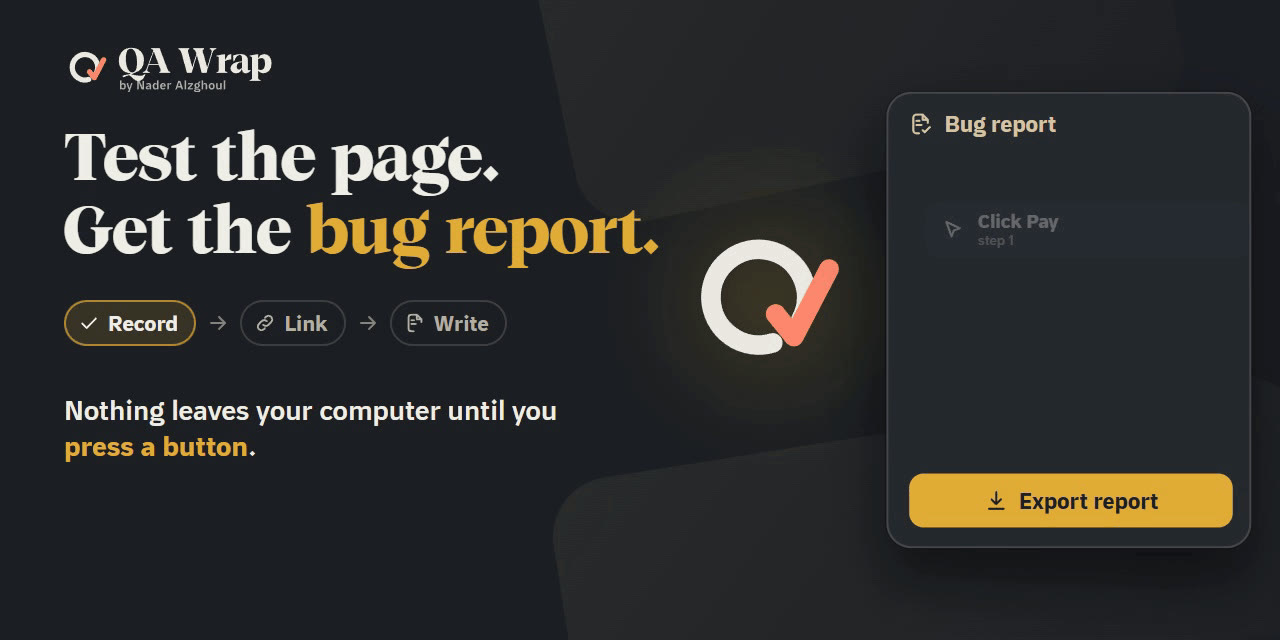 QA Wrap
by Nader Alzghoul
Test the page.
Get the bug report.
Record
Link
Write
Nothing leaves your computer until you
press a button.
Bug report
Click Pay
step 1
Export report